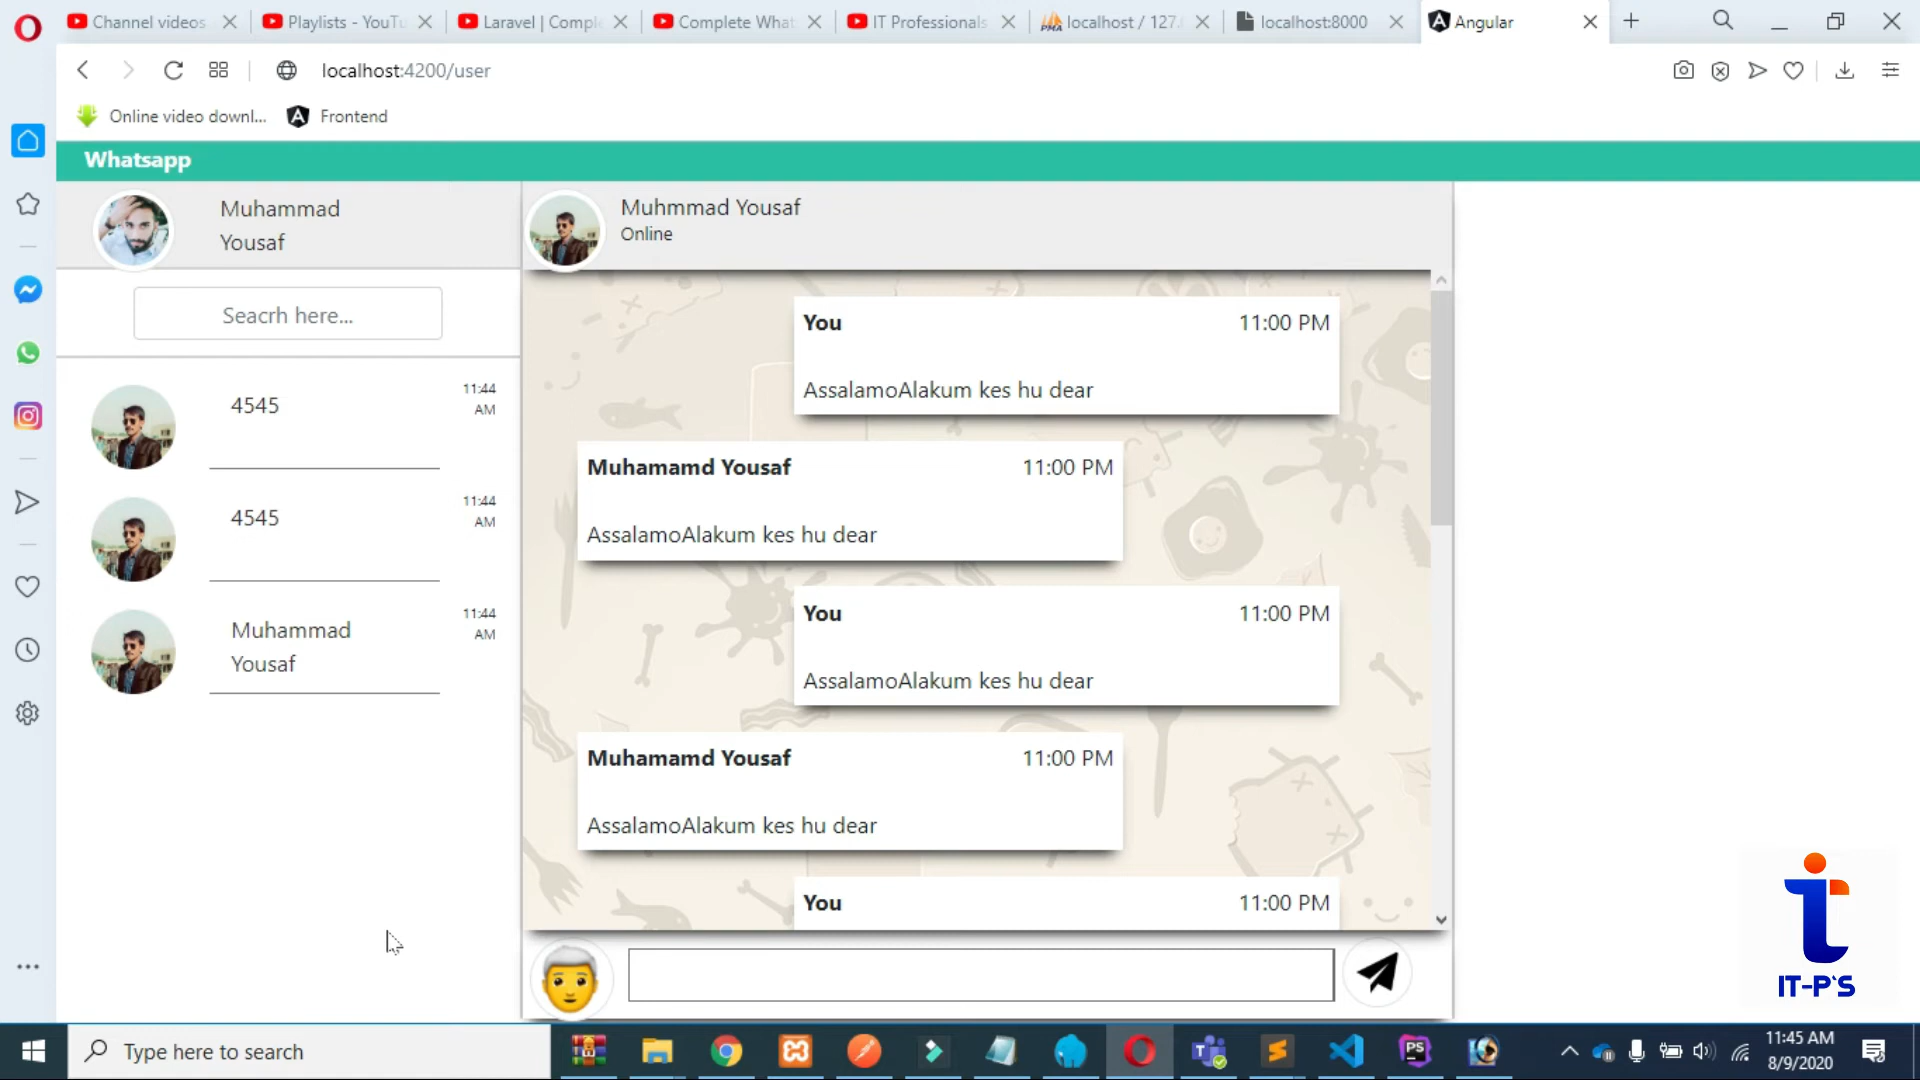 Channel videos
Playlists - YouTu
Laravel | Comple
Complete What
IT Professionals
localhost / 127.
localhost:8000
Angular
localhost:4200/user
Online video downl...
Frontend
Whatsapp
Muhammad
Yousaf
Muhmmad Yousaf
Online
Seacrh here...
4545
11:44
AM
4545
11:44
AM
Muhammad
Yousaf
11:44
AM
You
11:00 PM
AssalamoAlakum kes hu dear
Muhamamd Yousaf
11:00 PM
AssalamoAlakum kes hu dear
You
11:00 PM
AssalamoAlakum kes hu dear
Muhamamd Yousaf
11:00 PM
AssalamoAlakum kes hu dear
You
11:00 PM
IT-P`S
Type here to search
11:45 AM
8/9/2020